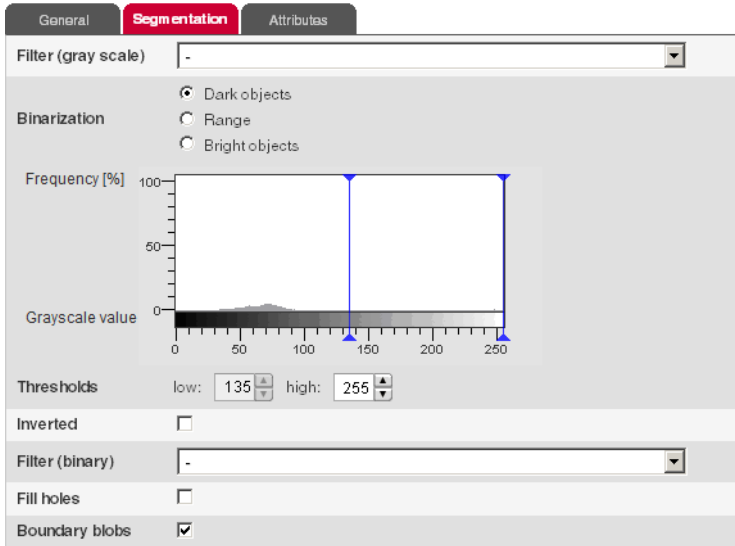 General Segmentation Attributes
Filter (gray scale) -
Dark objects
Binarization Range
Bright objects
Frequency [%] 100
50
0
Grayscale value
0 50 100 150 200 250
Thresholds low: 135 high: 255
Inverted
Filter (binary) -
Fill holes
Boundary blobs